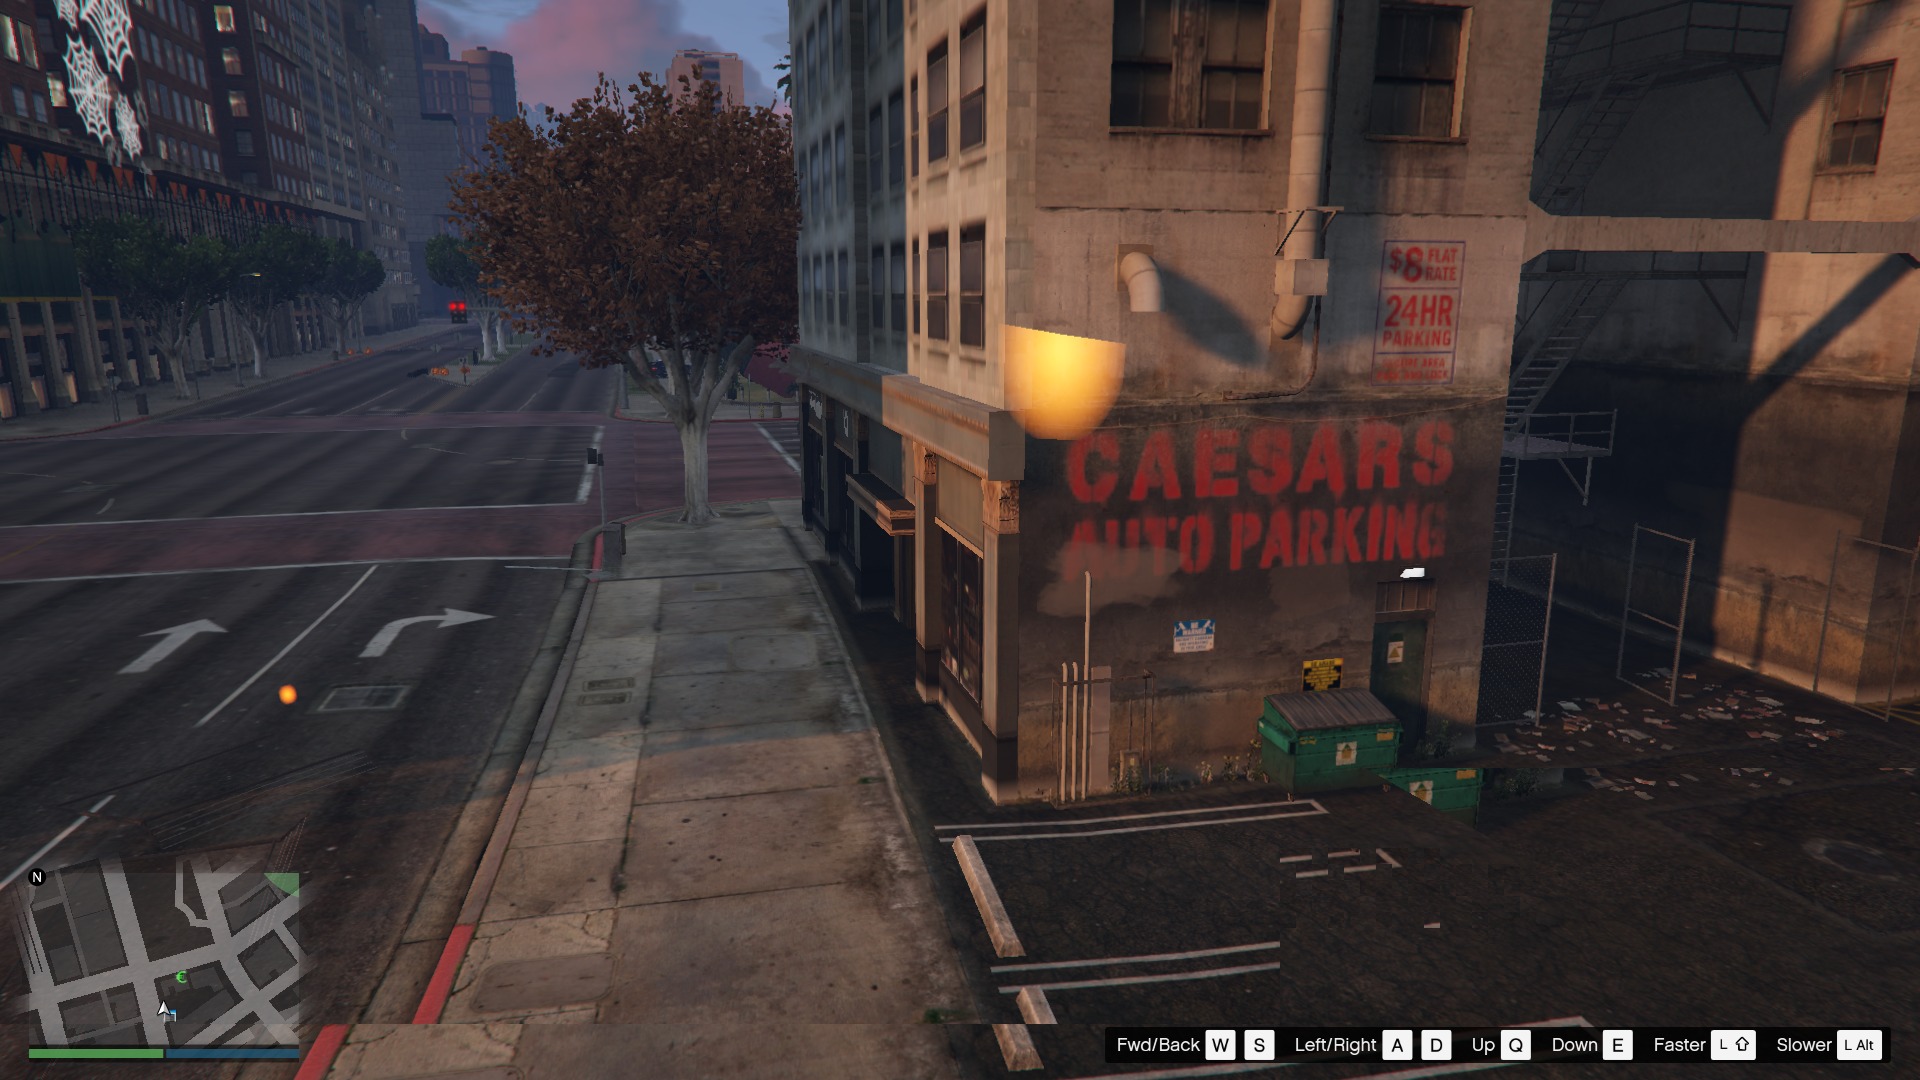 $8 FLAT
RATE
24HR
PARKING
CAESARS
AUTO PARKING
N
Fwd/Back W S Left/Right A D Up Q Down E Faster L ⇧ Slower L Alt